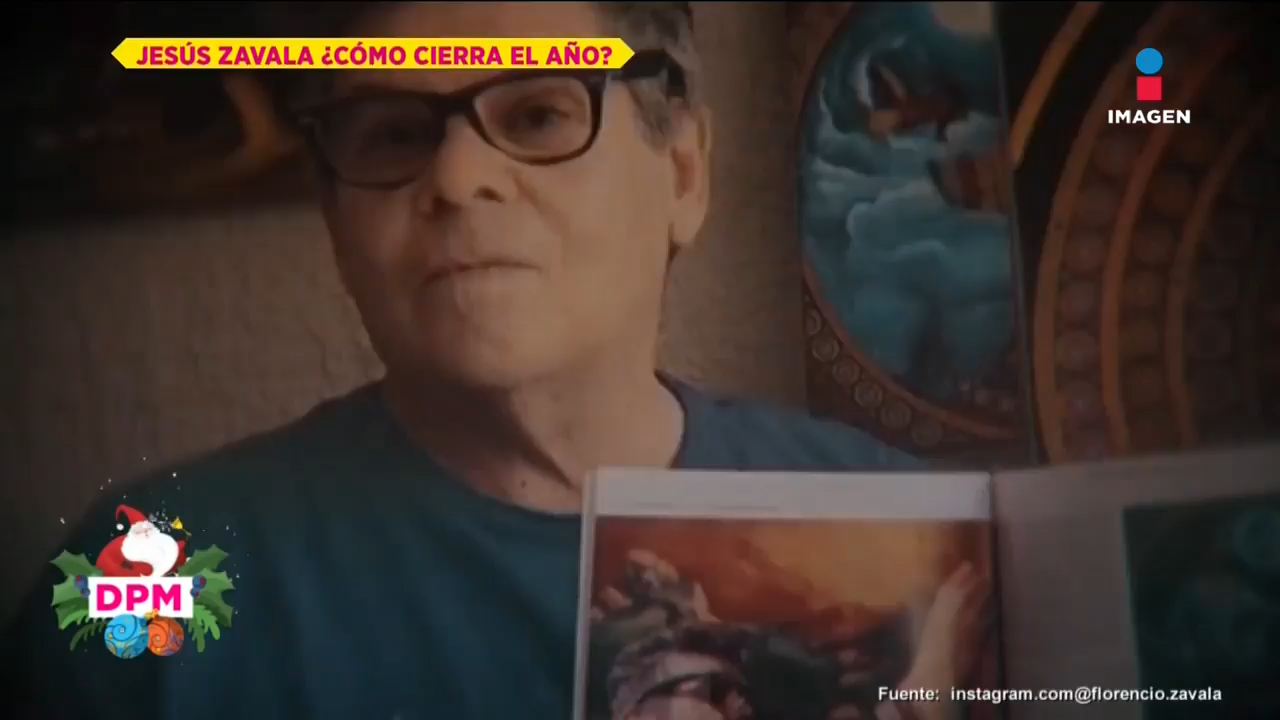 JESÚS ZAVALA ¿CÓMO CIERRA EL AÑO?
IMAGEN
DPM
Fuente: instagram.com@florencio.zavala